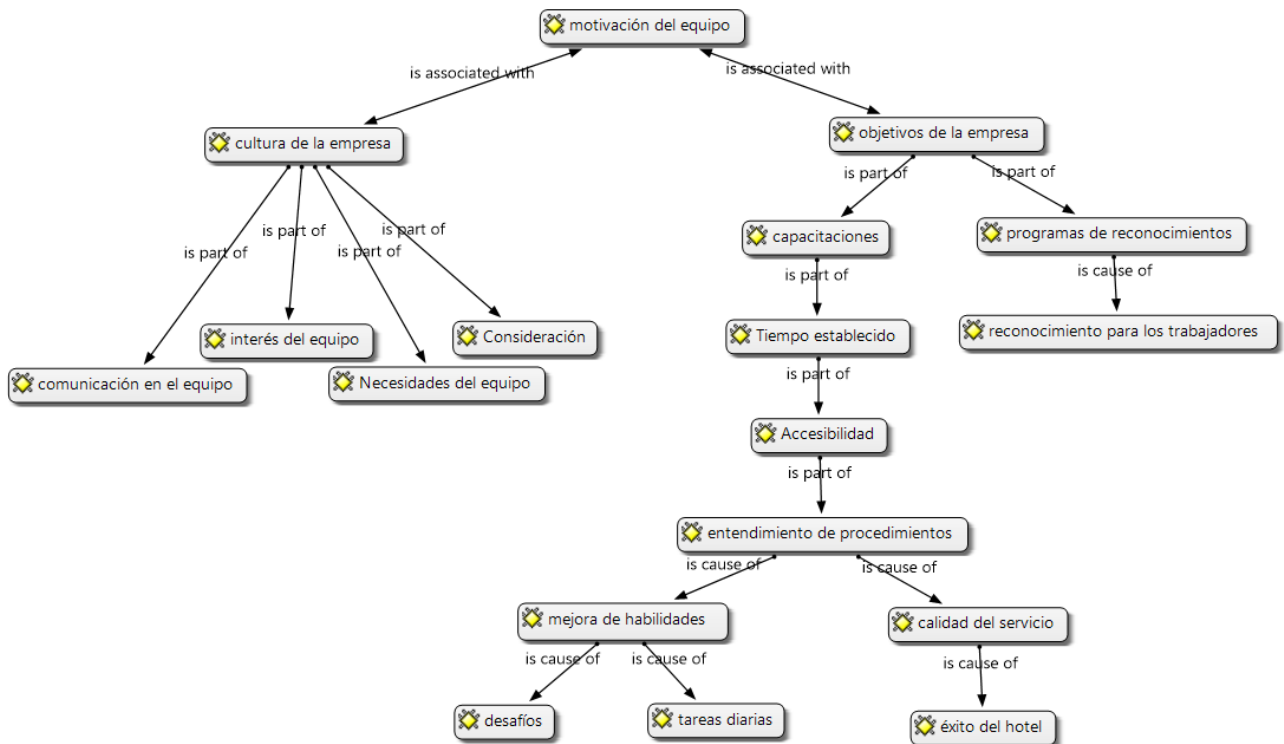 motivación del equipo
is associated with
is associated with
cultura de la empresa
objetivos de la empresa
is part of
is part of
is part of
is part of
is part of
is part of
capacitaciones
programas de reconocimientos
is part of
is cause of
interés del equipo
Consideración
Tiempo establecido
reconocimiento para los trabajadores
comunicación en el equipo
Necesidades del equipo
is part of
Accesibilidad
is part of
entendimiento de procedimientos
is cause of
is cause of
mejora de habilidades
calidad del servicio
is cause of
is cause of
is cause of
desafíos
tareas diarias
éxito del hotel